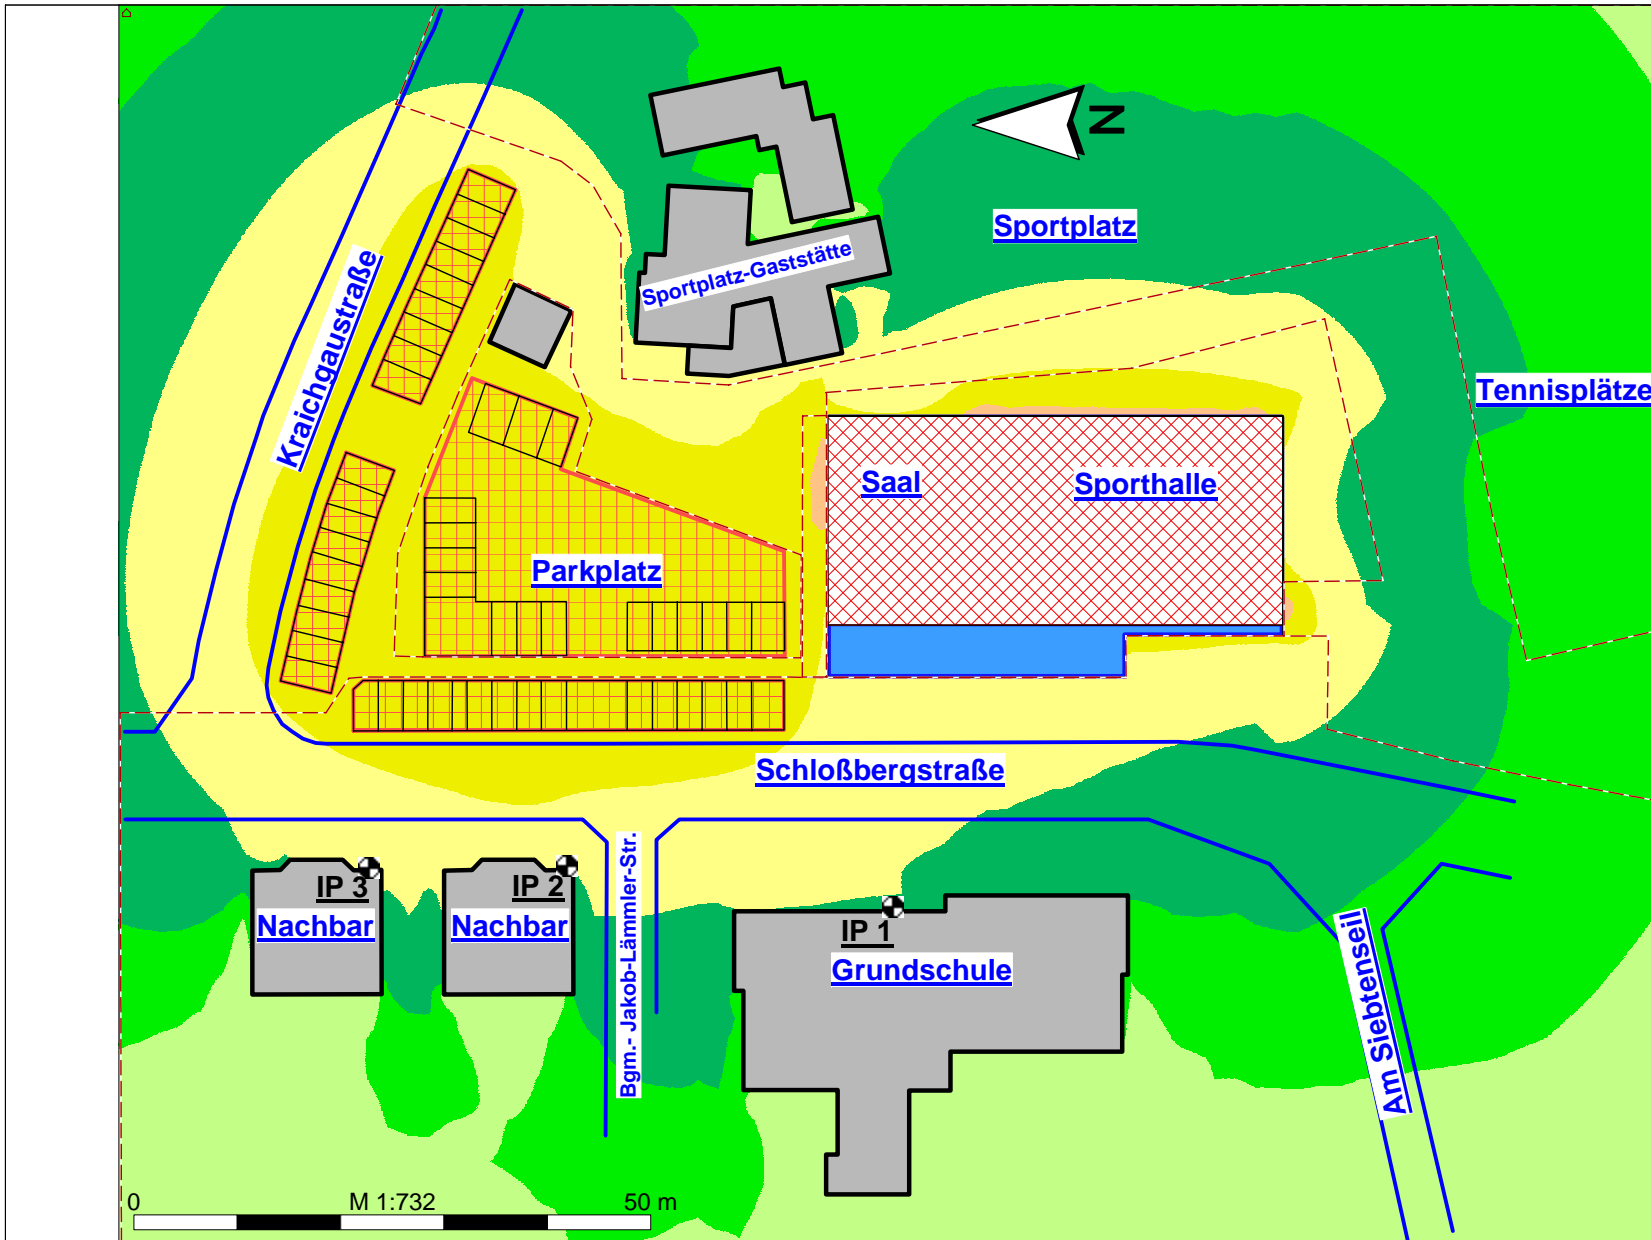 N
Sportplatz
Sportplatz-Gaststätte
Kraichgaustraße
Tennisplätze
Saal
Sporthalle
Parkplatz
Schloßbergstraße
IP 3
Nachbar
IP 2
Nachbar
Bgm.- Jakob-Lämmler-Str.
IP 1
Grundschule
Am Siebtenseil
0
M 1:732
50 m